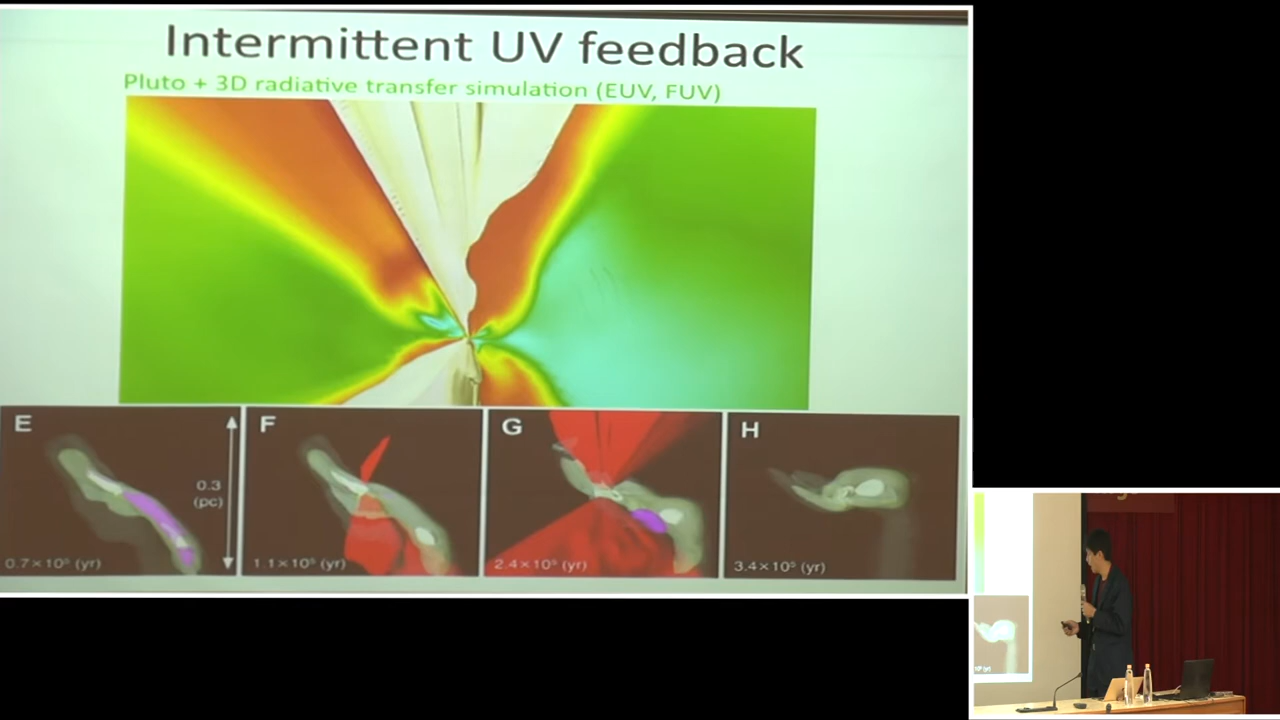 Intermittent UV feedback
Pluto + 3D radiative transfer simulation (EUV, FUV)
E
0.3
(pc)
0.7×10⁵ (yr)
F
1 1×10⁵ (yr)
G
2.4×10⁵ (yr)
H
3.4×10⁵ (yr)